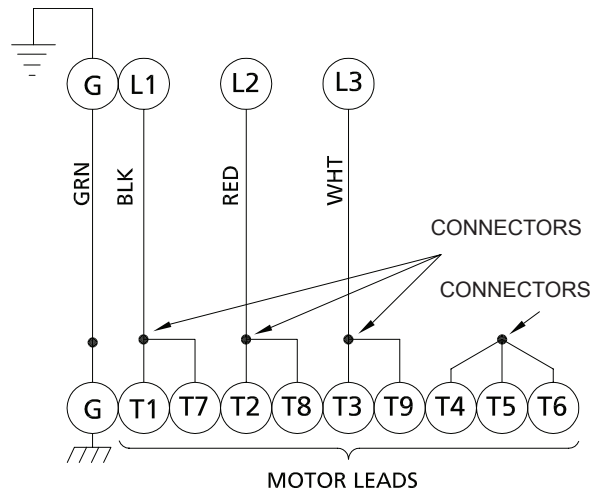 G L1 L2 L3
GRN BLK RED WHT
CONNECTORS
CONNECTORS
G T1 T7 T2 T8 T3 T9 T4 T5 T6
MOTOR LEADS